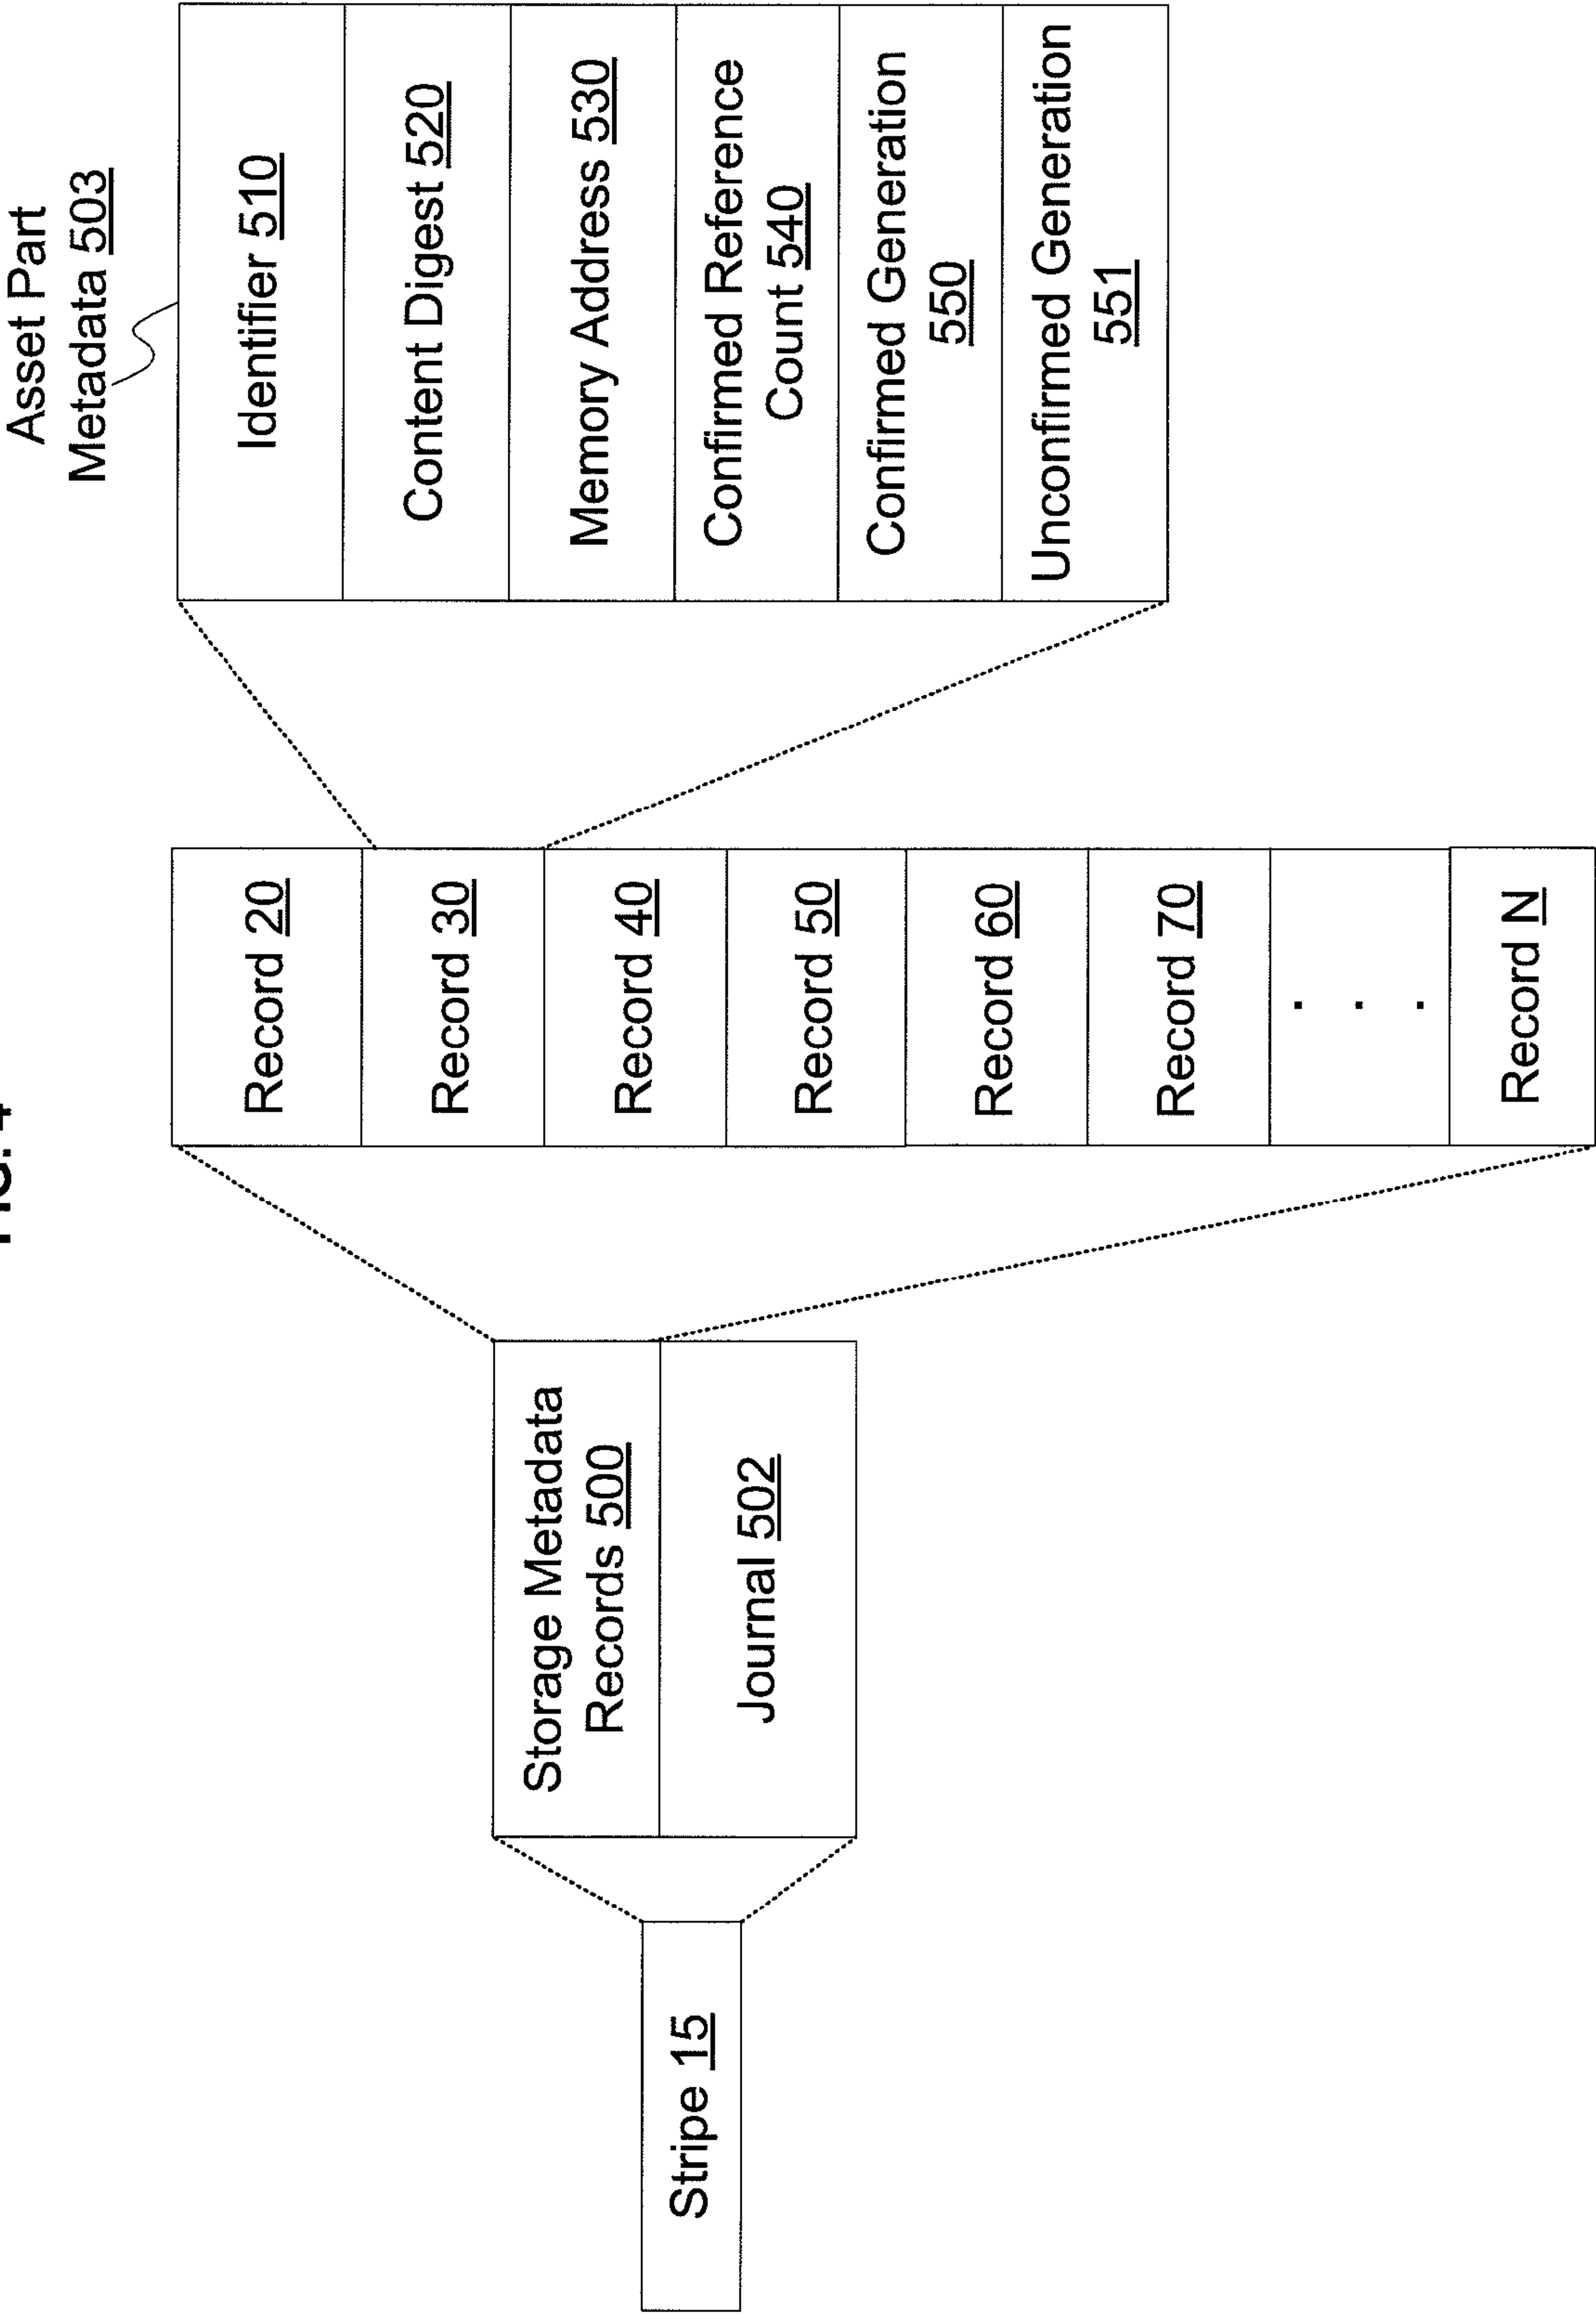 Stripe 15
Storage Metadata
Records 500
Journal 502
Record 20
Record 30
Record 40
Record 50
Record 60
Record 70
. . .
Record N
Asset Part
Metadata 503
Identifier 510
Content Digest 520
Memory Address 530
Confirmed Reference
Count 540
Confirmed Generation
550
Unconfirmed Generation
551